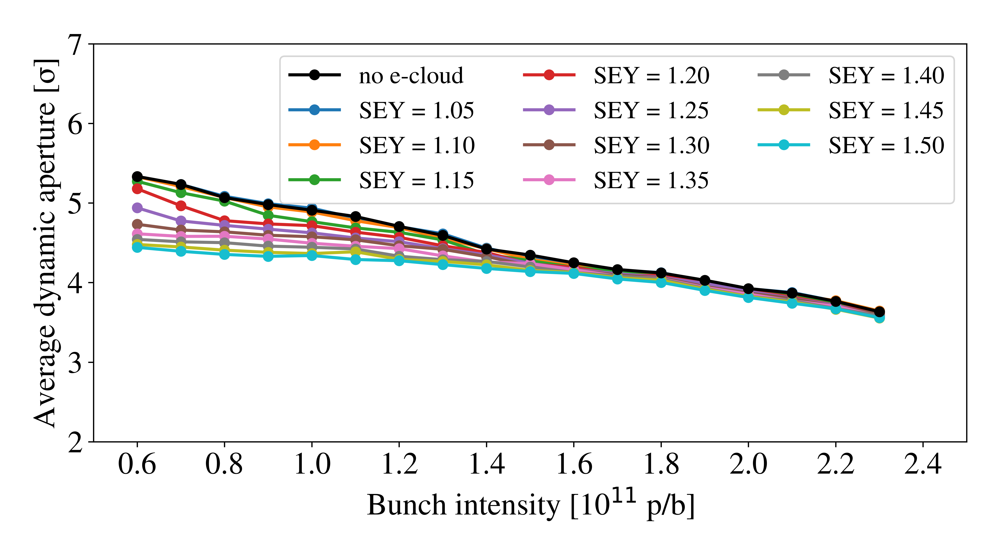 Average dynamic aperture [σ]
7
6
5
4
3
2
no e-cloud
SEY = 1.05
SEY = 1.10
SEY = 1.15
SEY = 1.20
SEY = 1.25
SEY = 1.30
SEY = 1.35
SEY = 1.40
SEY = 1.45
SEY = 1.50
0.6 0.8 1.0 1.2 1.4 1.6 1.8 2.0 2.2 2.4
Bunch intensity [10¹¹ p/b]